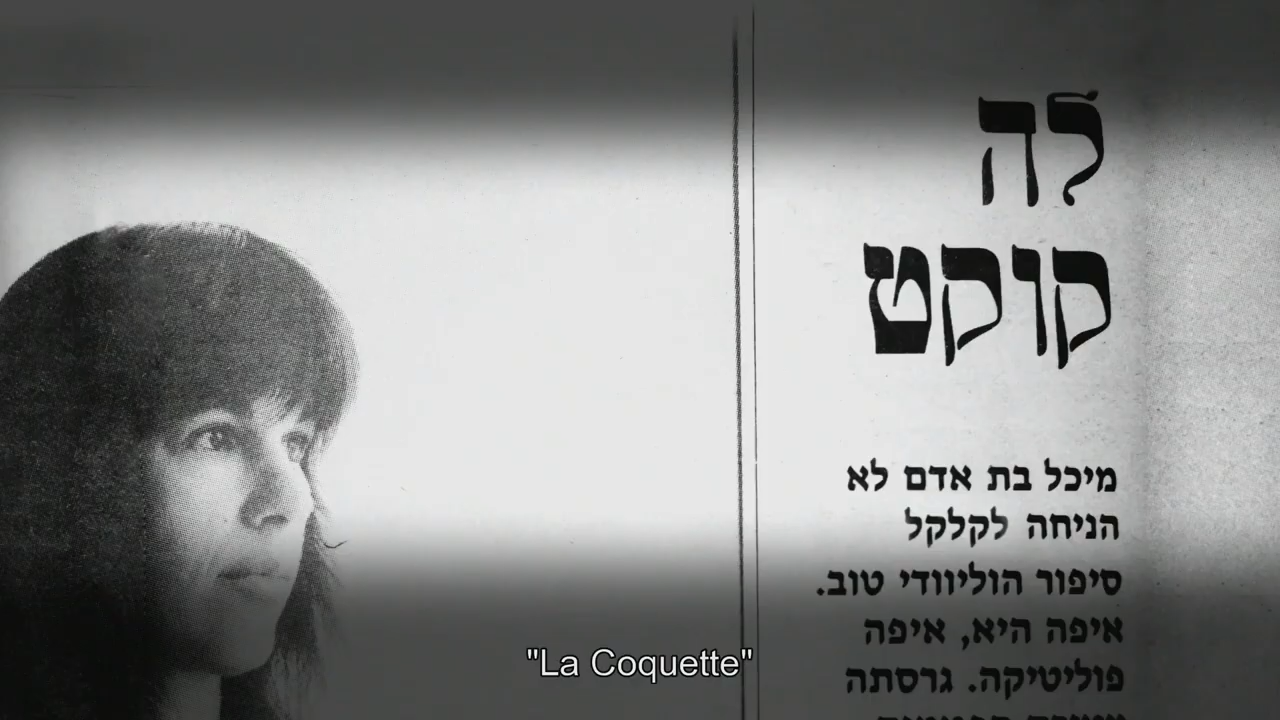 לה
קוקט
מיכל בת אדם לא
הניחה לקלקל
סיפור הוליוודי טוב.
איפה היא, איפה
פוליטיקה. גרסתה
"La Coquette"